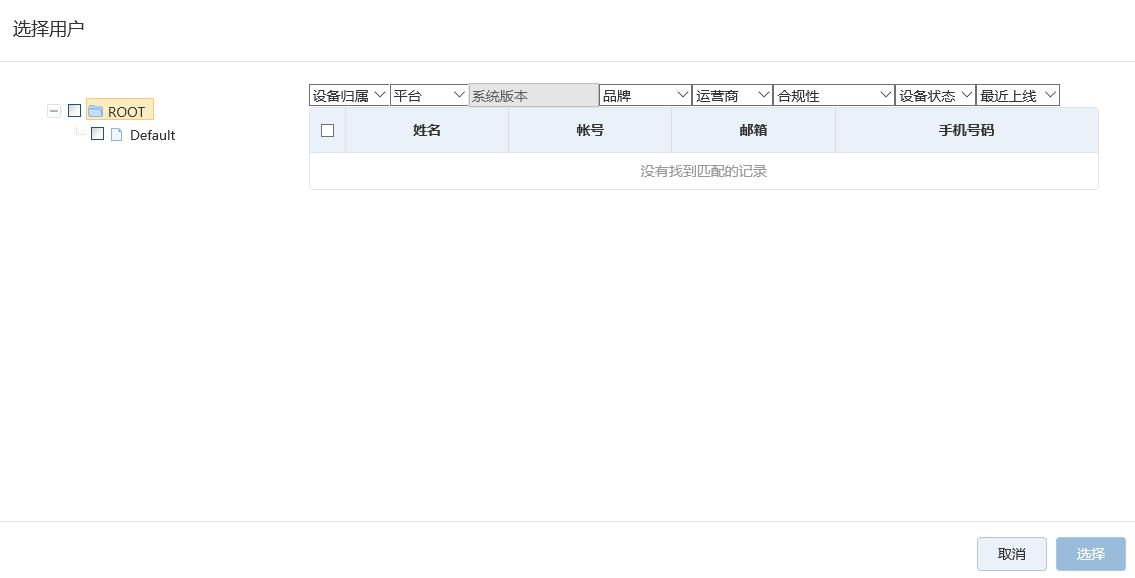 选择用户
ROOT
Default
设备归属 平台 系统版本 品牌 运营商 合规性 设备状态 最近上线
姓名 帐号 邮箱 手机号码
没有找到匹配的记录
取消 选择